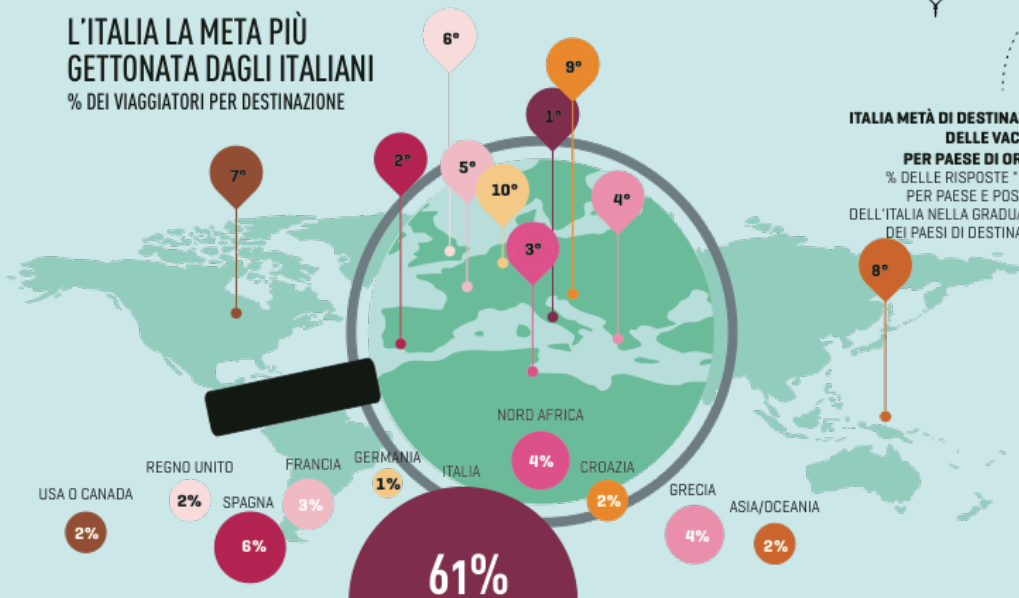 L'ITALIA LA META PIÙ
GETTONATA DAGLI ITALIANI
% DEI VIAGGIATORI PER DESTINAZIONE
6°
9°
1°
2°
5°
7°
10°
4°
3°
8°
ITALIA METÀ DI DESTINA
DELLE VAC
PER PAESE DI OR
% DELLE RISPOSTE "
PER PAESE E POS
DELL'ITALIA NELLA GRADUA
DEI PAESI DI DESTINA
NORD AFRICA
4%
USA O CANADA
2%
REGNO UNITO
2%
SPAGNA
6%
FRANCIA
3%
GERMANIA
1%
ITALIA
61%
CROAZIA
2%
GRECIA
4%
ASIA/OCEANIA
2%